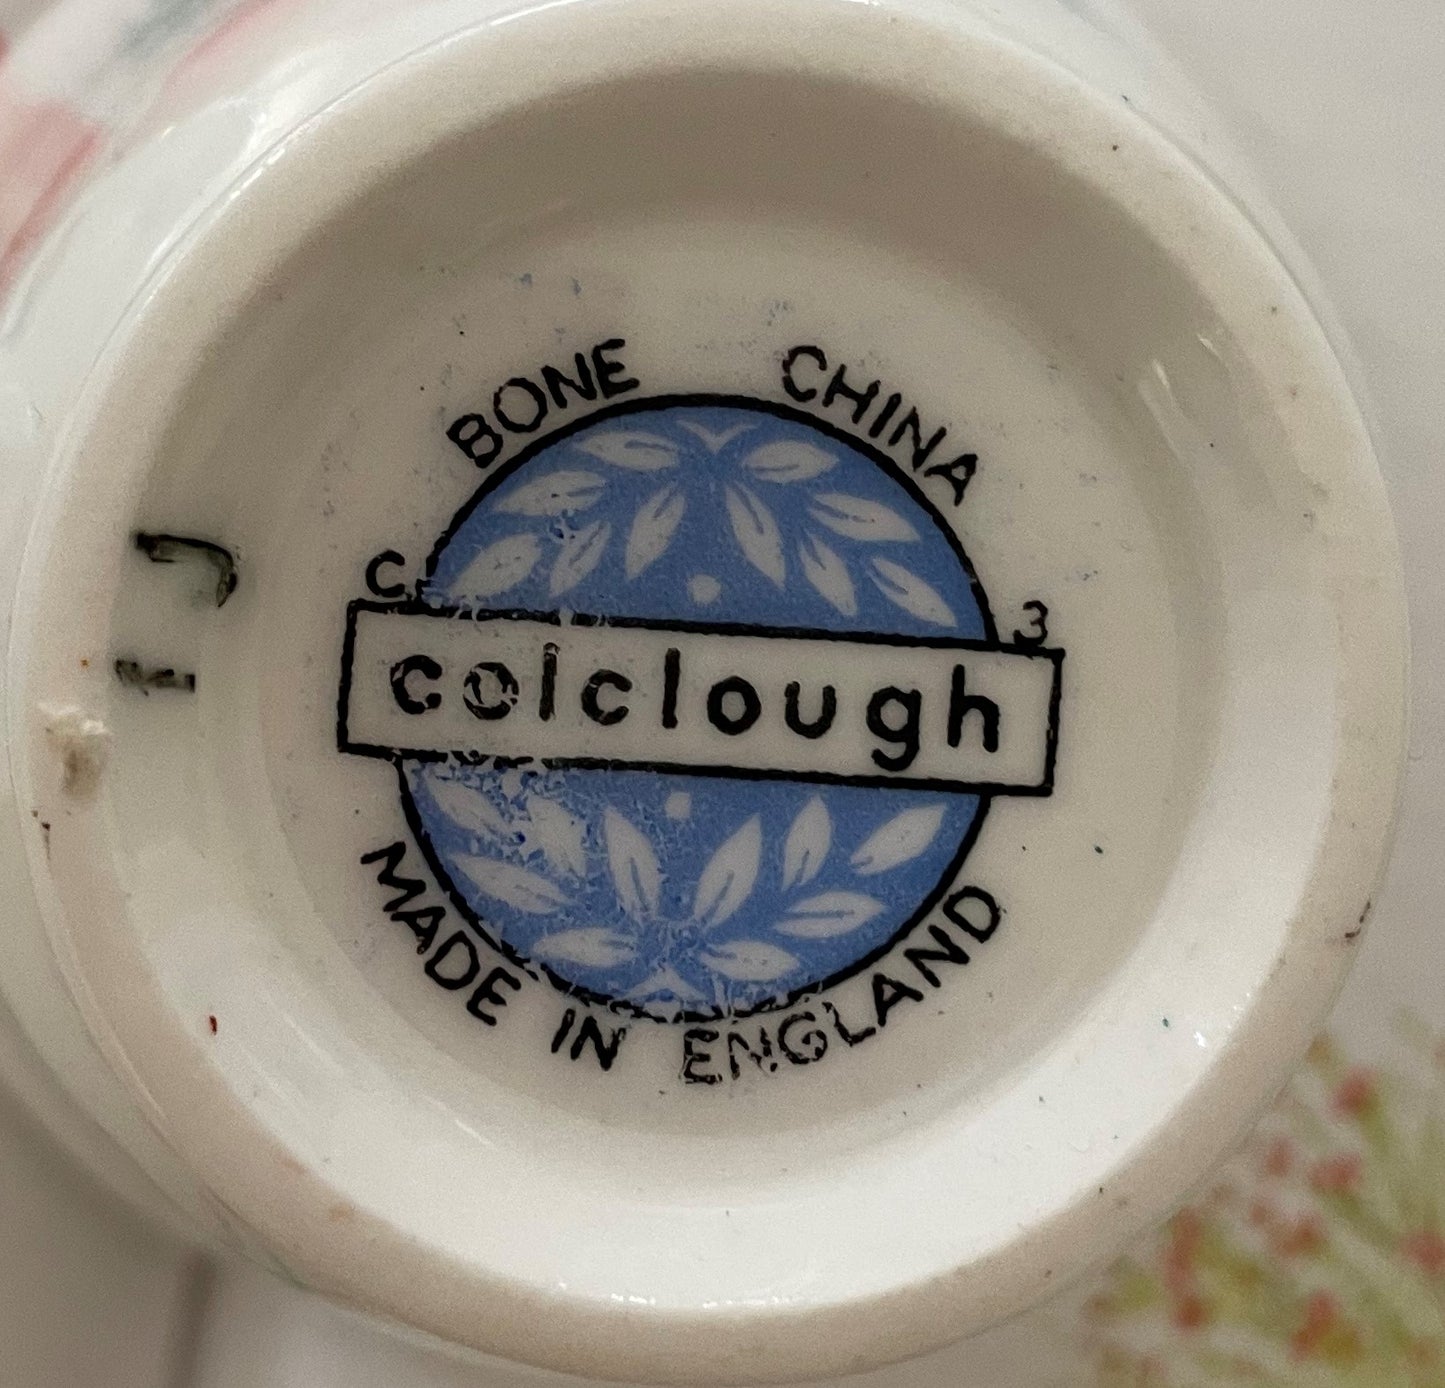 BONE CHINA
C 3
colclough
MADE IN ENGLAND